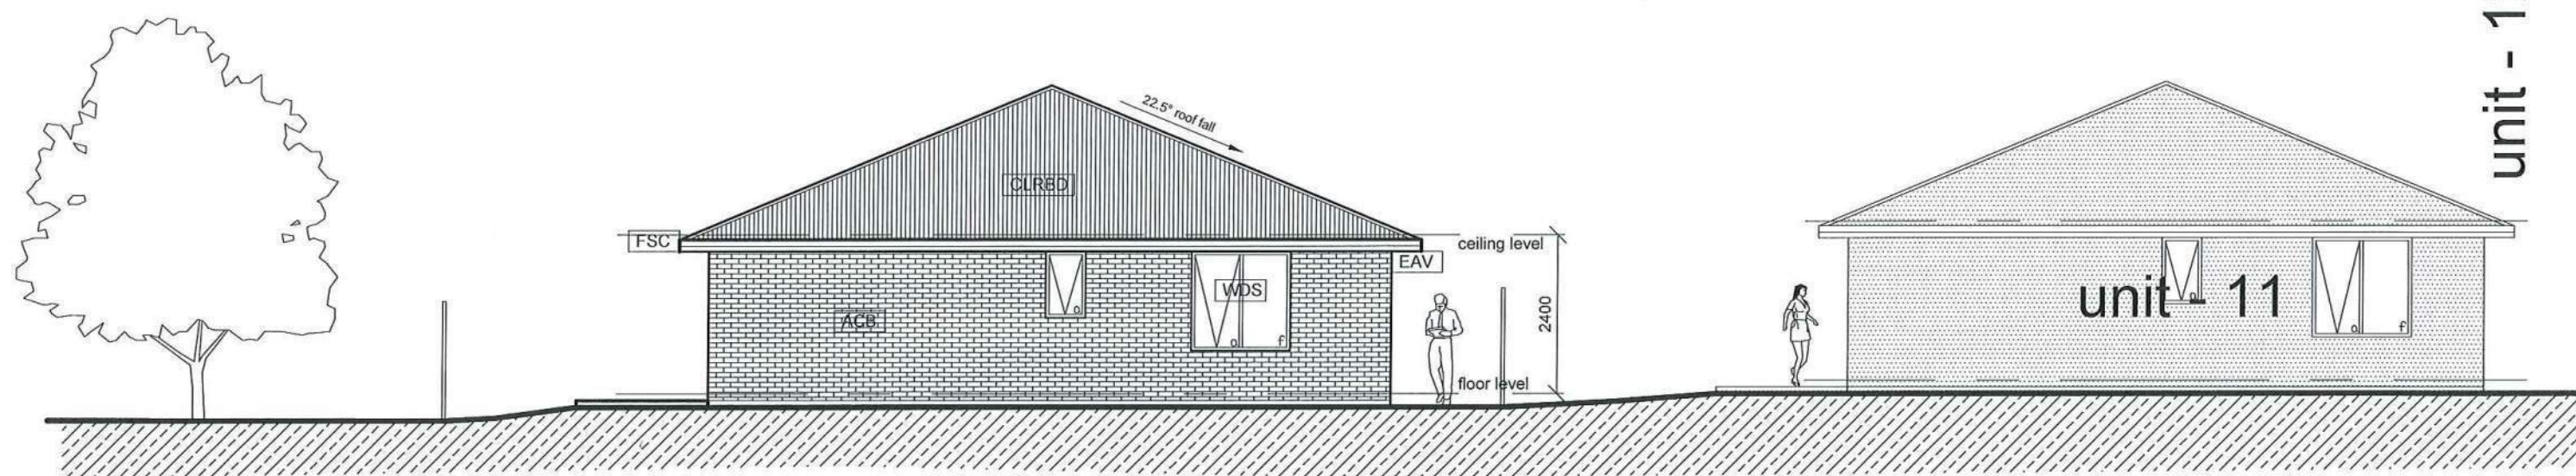 unit - 1
22.5° roof fall
CLRBD
FSC
ceiling level
EAV
WDS
ACB
2400
unit - 11
floor level
o
o
f
o
o
f